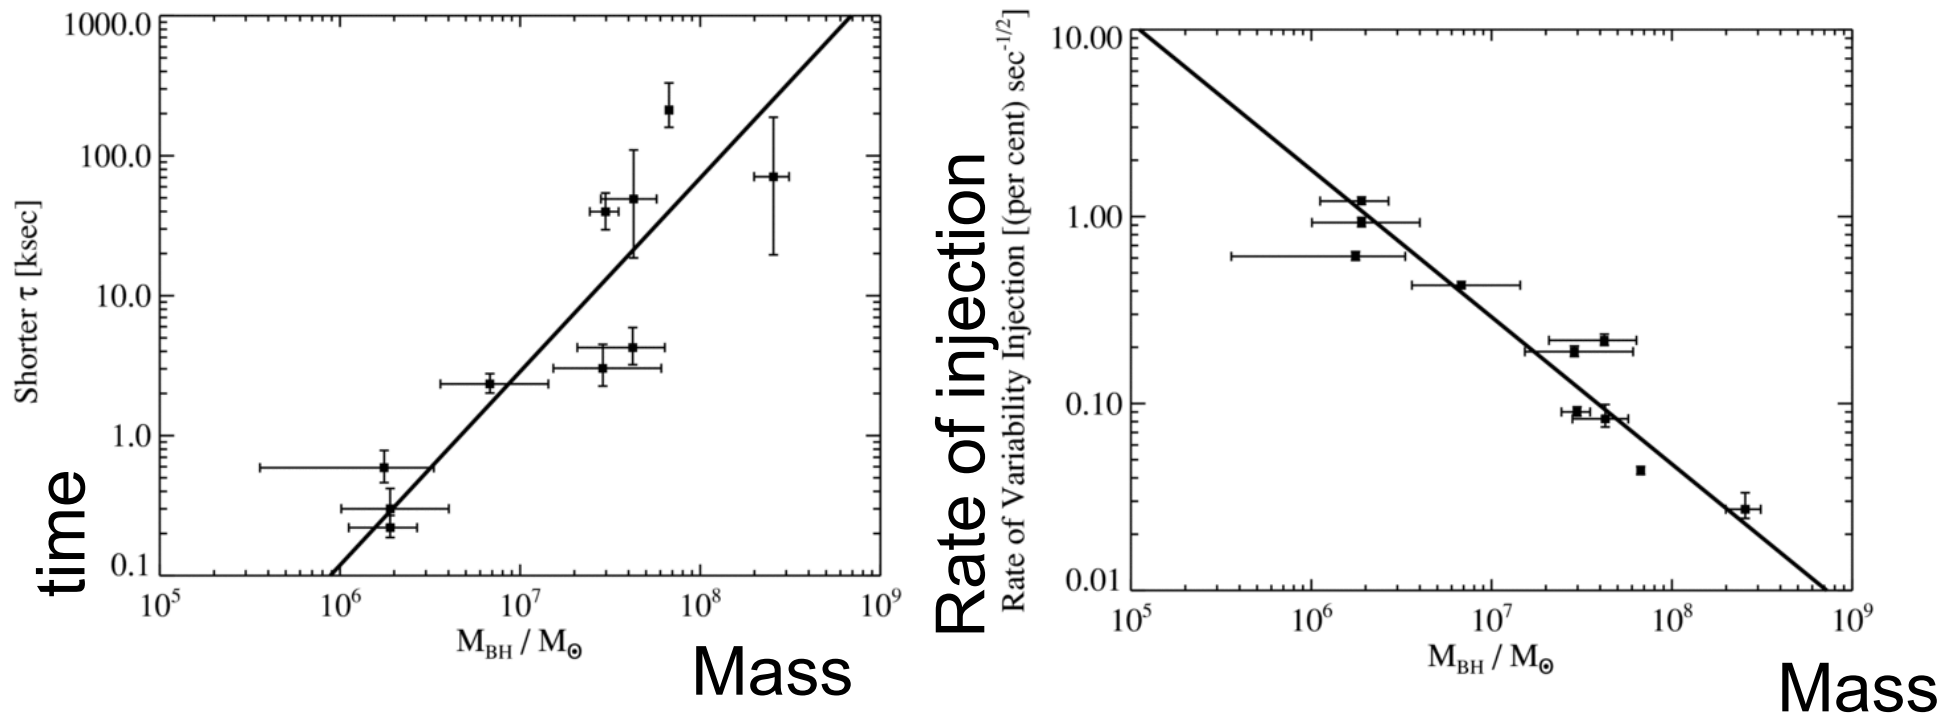 1000.0
100.0
10.0
1.0
0.1
Shorter τ [ksec]
time
10⁵
10⁶
10⁷
10⁸
10⁹
M_BH / M_☉
Mass
Rate of injection
Rate of Variability Injection [(per cent) sec⁻¹ᐟ²]
10.00
1.00
0.10
0.01
10⁵
10⁶
10⁷
10⁸
10⁹
M_BH / M_☉
Mass